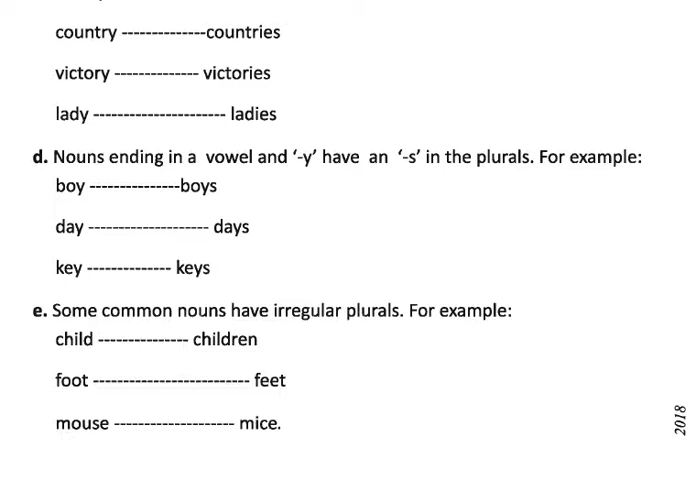 country --------------countries
victory -------------- victories
lady ---------------------- ladies
d. Nouns ending in a vowel and ‘-y’ have an ‘-s’ in the plurals. For example:
boy ---------------boys
day -------------------- days
key -------------- keys
e. Some common nouns have irregular plurals. For example:
child --------------- children
foot -------------------------- feet
mouse -------------------- mice.
2018